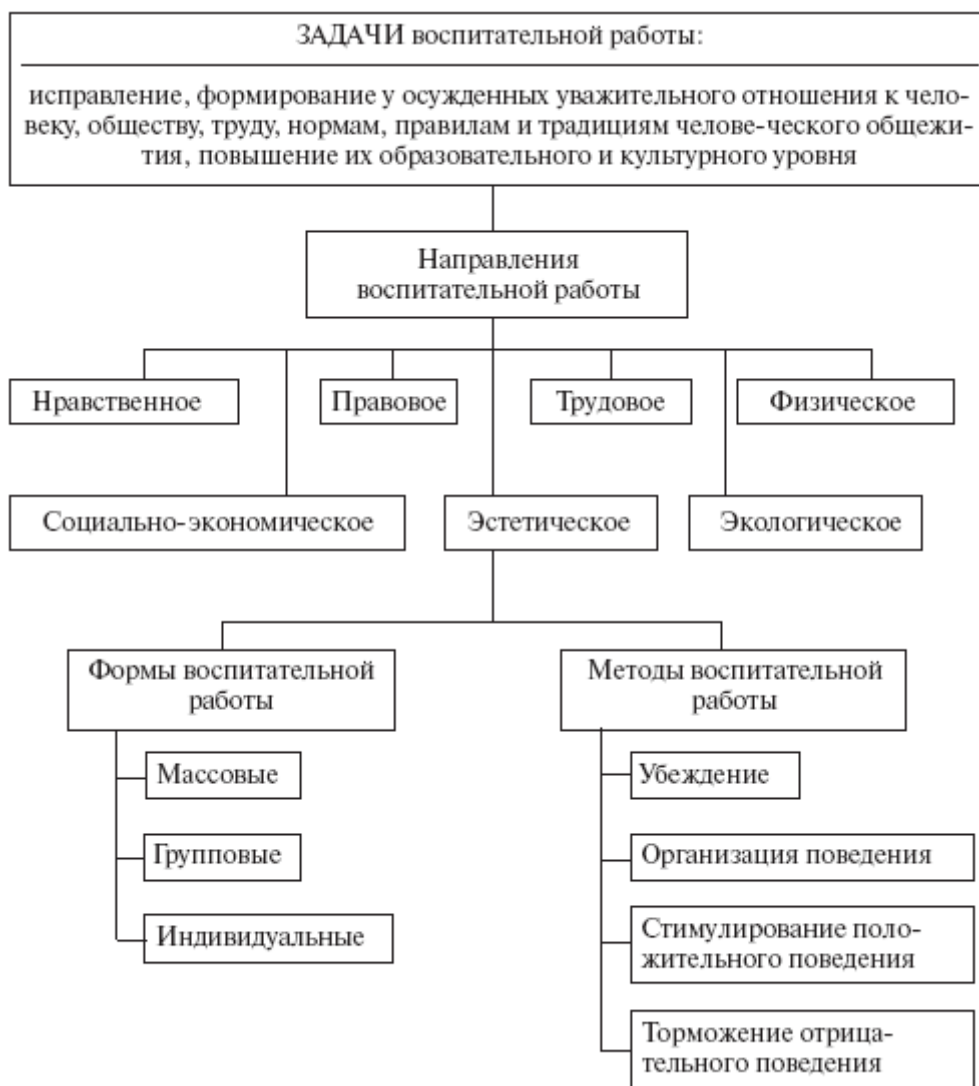 ЗАДАЧИ воспитательной работы:
исправление, формирование у осужденных уважительного отношения к чело-
веку, обществу, труду, нормам, правилам и традициям челове-ческого общежи-
тия, повышение их образовательного и культурного уровня
Направления
воспитательной работы
Нравственное
Правовое
Трудовое
Физическое
Социально-экономическое
Эстетическое
Экологическое
Формы воспитательной
работы
Массовые
Групповые
Индивидуальные
Методы воспитательной
работы
Убеждение
Организация поведения
Стимулирование поло-
жительного поведения
Торможение отрица-
тельного поведения